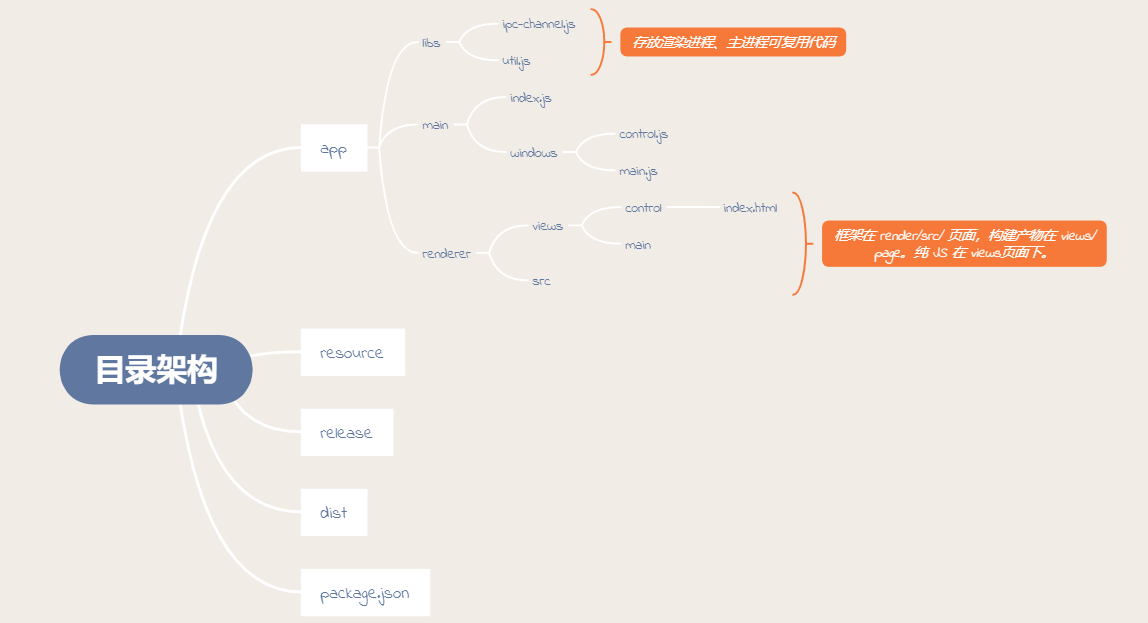 ipc-channel.js
libs
存放渲染进程、主进程可复用代码
util.js
index.js
main
control.js
app
windows
main.js
control
index.html
views
框架在 render/src/ 页面，构建产物在 views/
page。纯 JS 在 views页面下。
main
renderer
src
目录架构
resource
release
dist
package.json